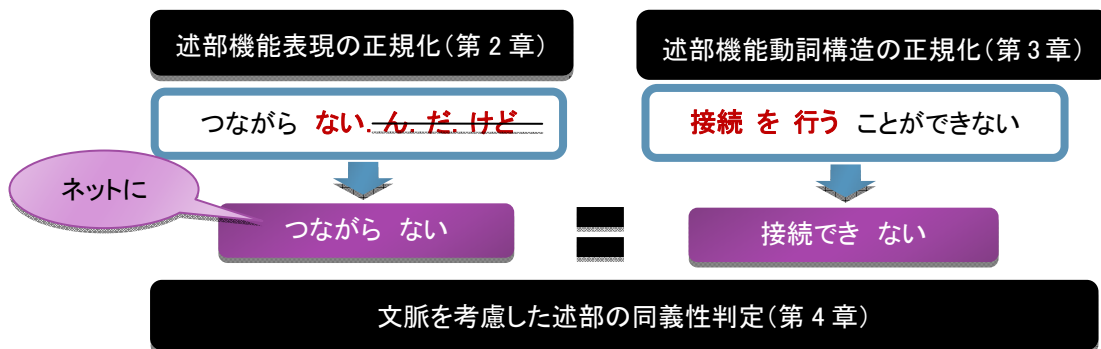 述部機能表現の正規化(第2章)
述部機能動詞構造の正規化(第3章)
つながら ない.ん.だ.けど
接続 を 行う ことができない
ネットに
つながら ない
=
接続でき ない
文脈を考慮した述部の同義性判定(第4章)